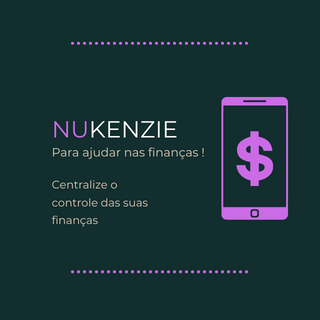 NUKENZIE
Para ajudar nas finanças !
Centralize o
controle das suas
finanças
$